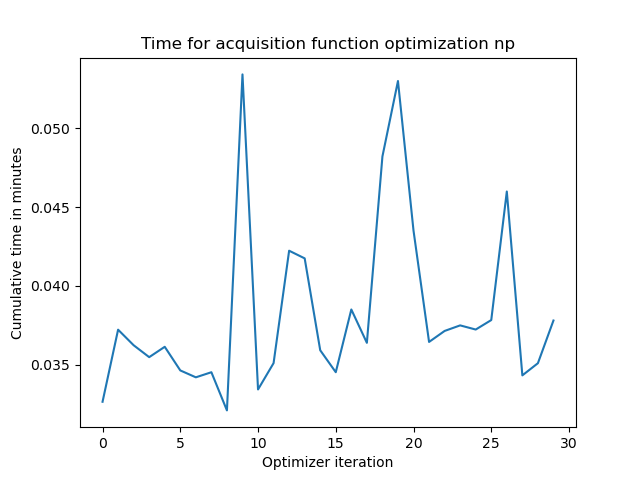 Time for acquisition function optimization np
Cumulative time in minutes
0.050
0.045
0.040
0.035
0 5 10 15 20 25 30
Optimizer iteration